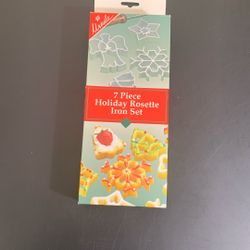 7 Piece
Holiday Rosette
Iron Set